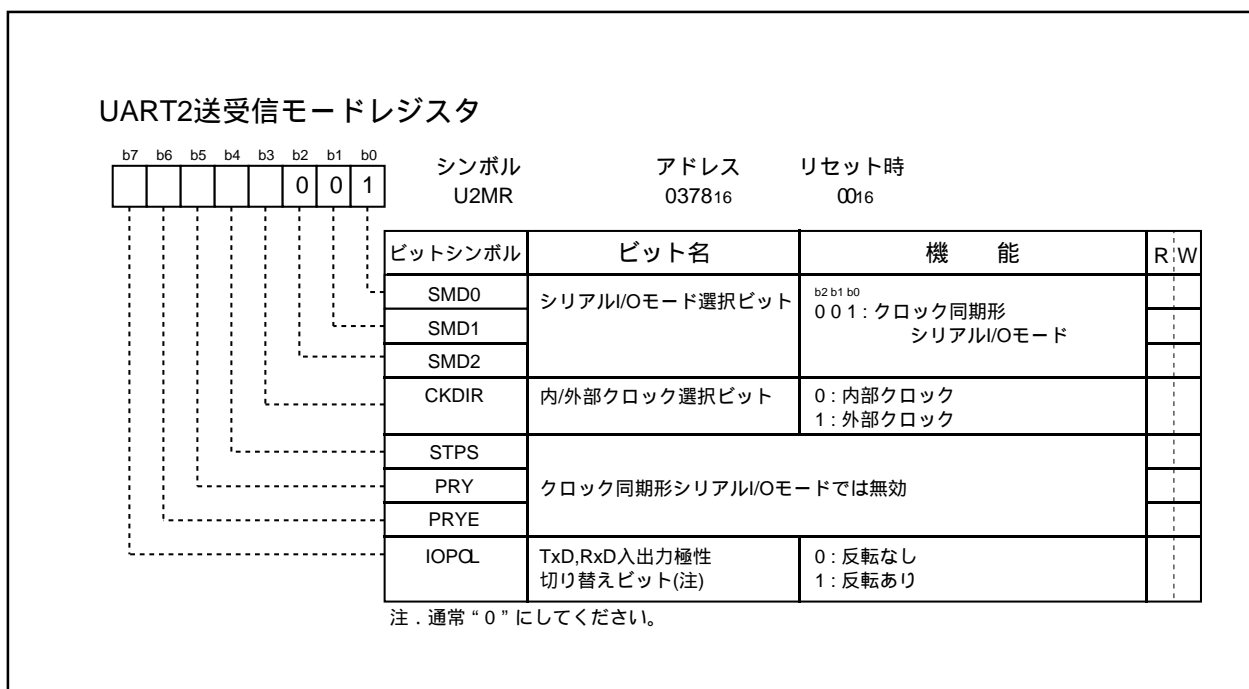 UART2送受信モードレジスタ
b7 b6 b5 b4 b3 b2 b1 b0
0 0 1
シンボル アドレス リセット時
U2MR 037816 0016
ビットシンボル ビット名 機 能 R W
SMD0 シリアルI/Oモード選択ビット b2 b1 b0
0 0 1 : クロック同期形
SMD1 シリアルI/Oモード
SMD2
CKDIR 内/外部クロック選択ビット 0 : 内部クロック
1 : 外部クロック
STPS
PRY クロック同期形シリアルI/Oモードでは無効
PRYE
IOPOL TxD,RxD入出力極性 0 : 反転なし
切り替えビット(注) 1 : 反転あり
注．通常“0”にしてください。